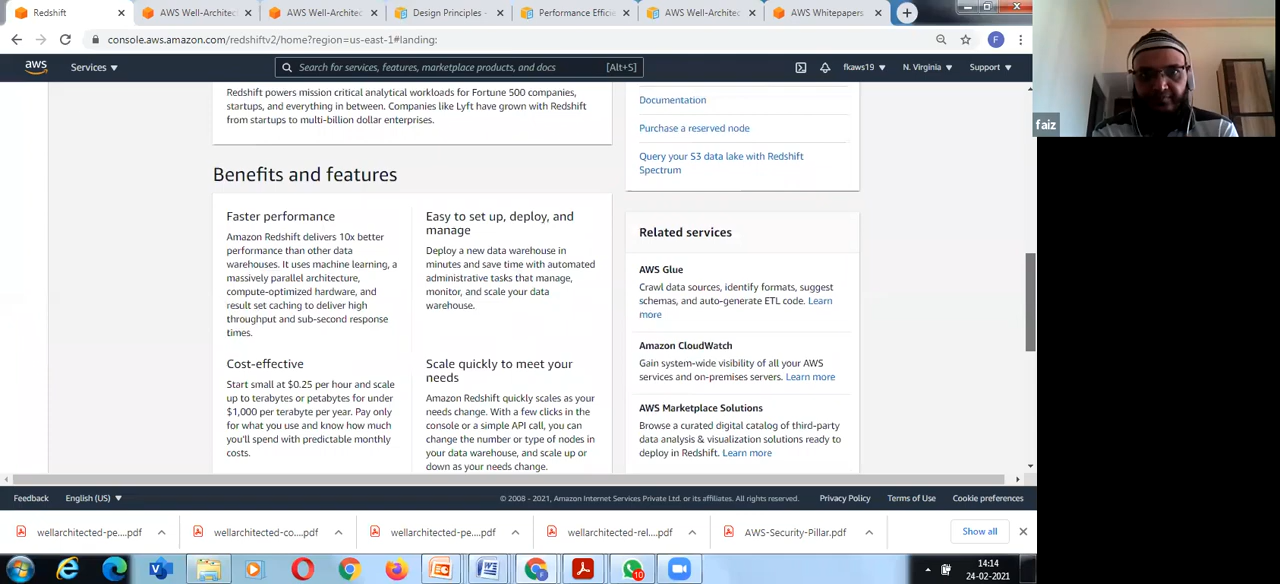 Redshift
AWS Well-Architec
AWS Well-Architec
Design Principles -
Performance Efficie
AWS Well-Architec
AWS Whitepapers
console.aws.amazon.com/redshiftv2/home?region=us-east-1#landing:
F
aws
Services
Search for services, features, marketplace products, and docs
[Alt+S]
fkaws19
N. Virginia
Support
faiz
Redshift powers mission critical analytical workloads for Fortune 500 companies,
startups, and everything in between. Companies like Lyft have grown with Redshift
from startups to multi-billion dollar enterprises.
Documentation
Purchase a reserved node
Query your S3 data lake with Redshift
Spectrum
Benefits and features
Faster performance
Amazon Redshift delivers 10x better
performance than other data
warehouses. It uses machine learning, a
massively parallel architecture,
compute-optimized hardware, and
result set caching to deliver high
throughput and sub-second response
times.
Easy to set up, deploy, and
manage
Deploy a new data warehouse in
minutes and save time with automated
administrative tasks that manage,
monitor, and scale your data
warehouse.
Cost-effective
Start small at $0.25 per hour and scale
up to terabytes or petabytes for under
$1,000 per terabyte per year. Pay only
for what you use and know how much
you'll spend with predictable monthly
costs.
Scale quickly to meet your
needs
Amazon Redshift quickly scales as your
needs change. With a few clicks in the
console or a simple API call, you can
change the number or type of nodes in
your data warehouse, and scale up or
down as your needs change.
Related services
AWS Glue
Crawl data sources, identify formats, suggest
schemas, and auto-generate ETL code. Learn
more
Amazon CloudWatch
Gain system-wide visibility of all your AWS
services and on-premises servers. Learn more
AWS Marketplace Solutions
Browse a curated digital catalog of third-party
data analysis & visualization solutions ready to
deploy in Redshift. Learn more
Feedback
English (US)
© 2008 - 2021, Amazon Internet Services Private Ltd. or its affiliates. All rights reserved.
Privacy Policy
Terms of Use
Cookie preferences
wellarchitected-pe....pdf
wellarchitected-co....pdf
wellarchitected-pe....pdf
wellarchitected-rel....pdf
AWS-Security-Pillar.pdf
Show all
10
14:14
24-02-2021